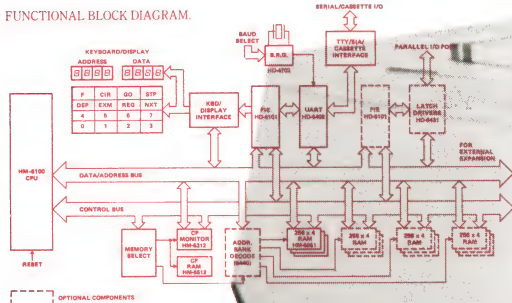 FUNCTIONAL BLOCK DIAGRAM.
SERIAL/CASSETTE I/O
BAUD SELECT
B.R.G.
HD-4702
TTY/EIA/ CASSETTE INTERFACE
PARALLEL I/O PORT
KEYBOARD/DISPLAY
ADDRESS DATA
8888 8888
F CIR GO STP
DEP EXM REG NXT
4 5 6 7
0 1 2 3
KBD/ DISPLAY INTERFACE
PIE HD-6101
UART HD-6402
PIE HD-6101
LATCH DRIVERS
HM-6100 CPU
FOR EXTERNAL EXPANSION
DATA/ADDRESS BUS
CONTROL BUS
RESET
MEMORY SELECT
CP MONITOR HM-6312
CP RAM HM-6512
ADDR. BANK DECODE
256 x 4 RAM HM-6561
256 x 4 RAM
256 x 4 RAM
256 x 4 RAM
OPTIONAL COMPONENTS